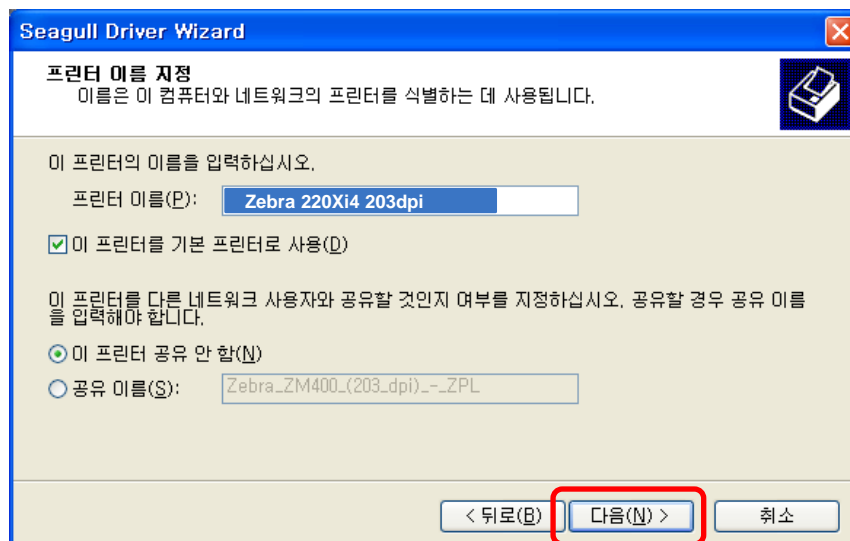 Seagull Driver Wizard
프린터 이름 지정
이름은 이 컴퓨터와 네트워크의 프린터를 식별하는 데 사용됩니다.
이 프린터의 이름을 입력하십시오.
프린터 이름(P): Zebra 220Xi4 203dpi
이 프린터를 기본 프린터로 사용(D)
이 프린터를 다른 네트워크 사용자와 공유할 것인지 여부를 지정하십시오. 공유할 경우 공유 이름
을 입력해야 합니다.
이 프린터 공유 안 함(N)
공유 이름(S): Zebra_ZM400_(203_dpi)_-_ZPL
< 뒤로(B) 다음(N) > 취소